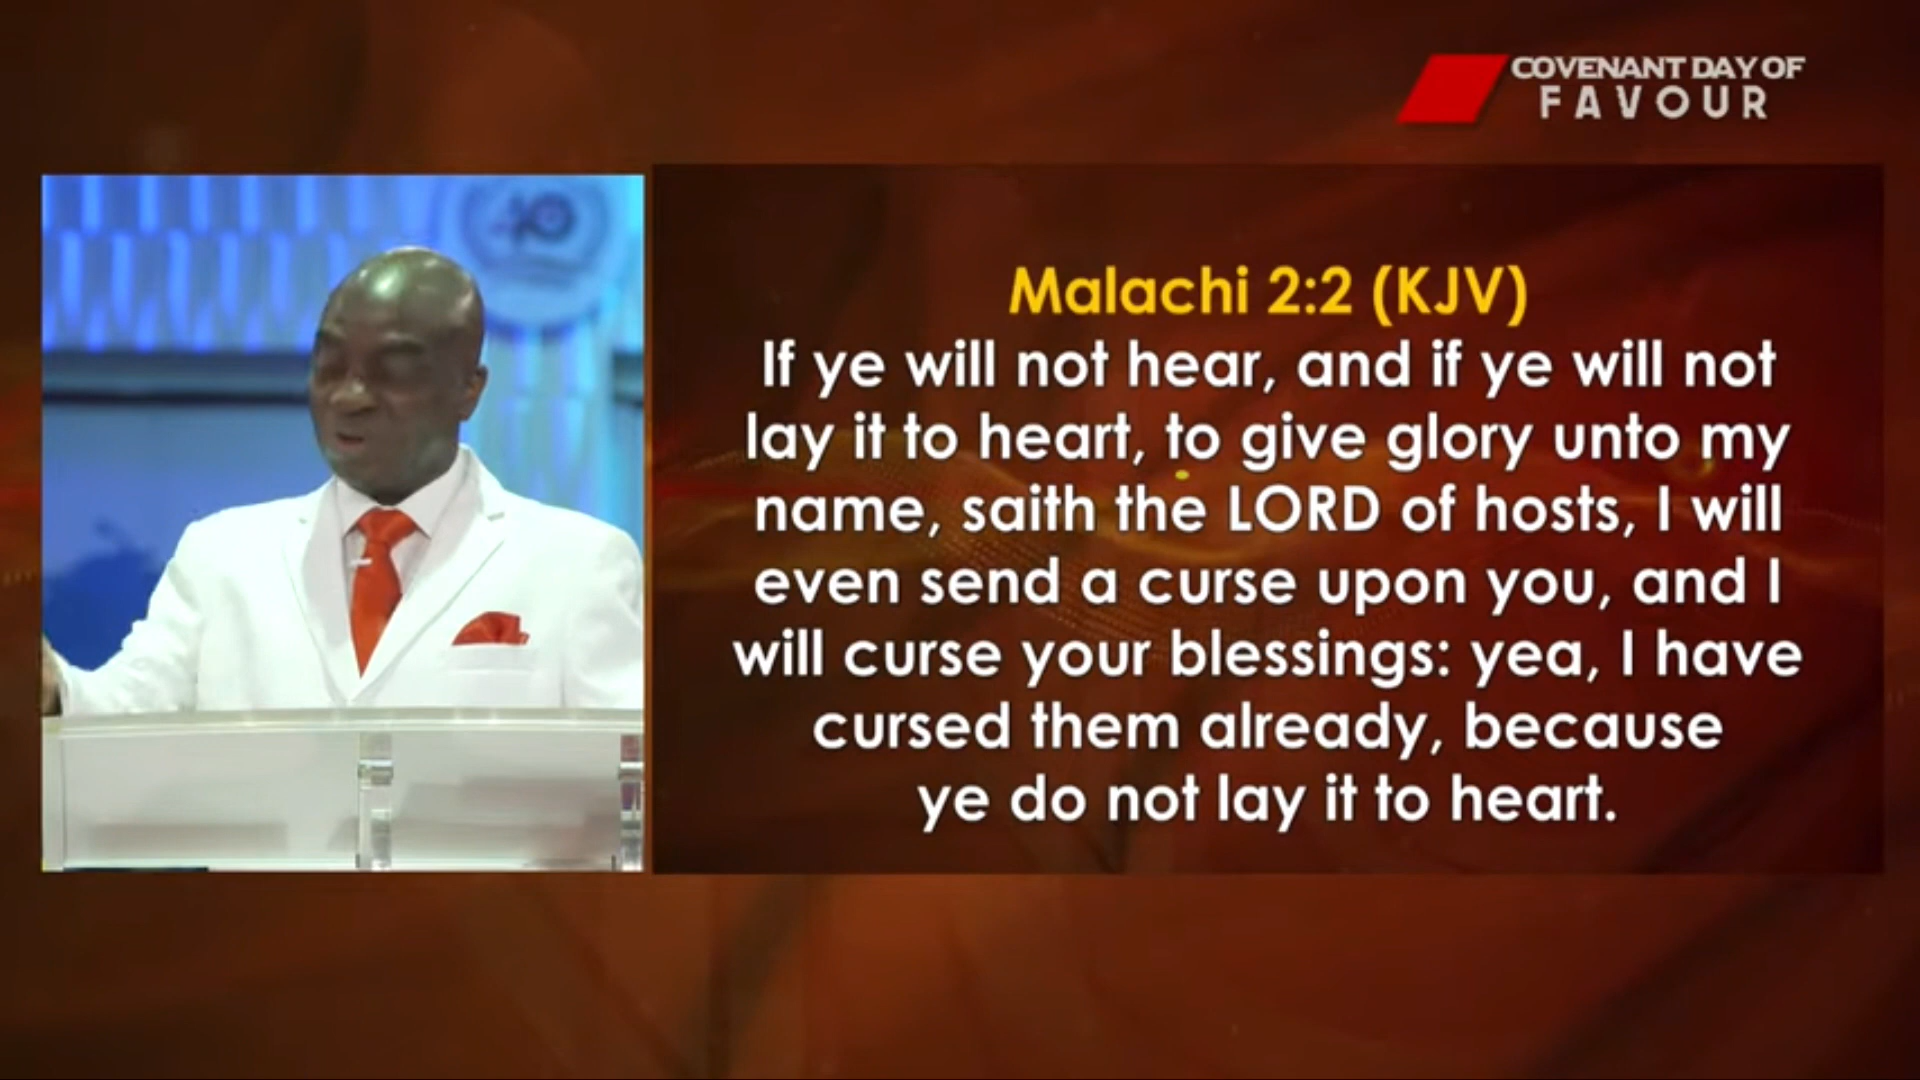 COVENANT DAY OF
FAVOUR
Malachi 2:2 (KJV)
If ye will not hear, and if ye will not
lay it to heart, to give glory unto my
name, saith the LORD of hosts, I will
even send a curse upon you, and I
will curse your blessings: yea, I have
cursed them already, because
ye do not lay it to heart.
40